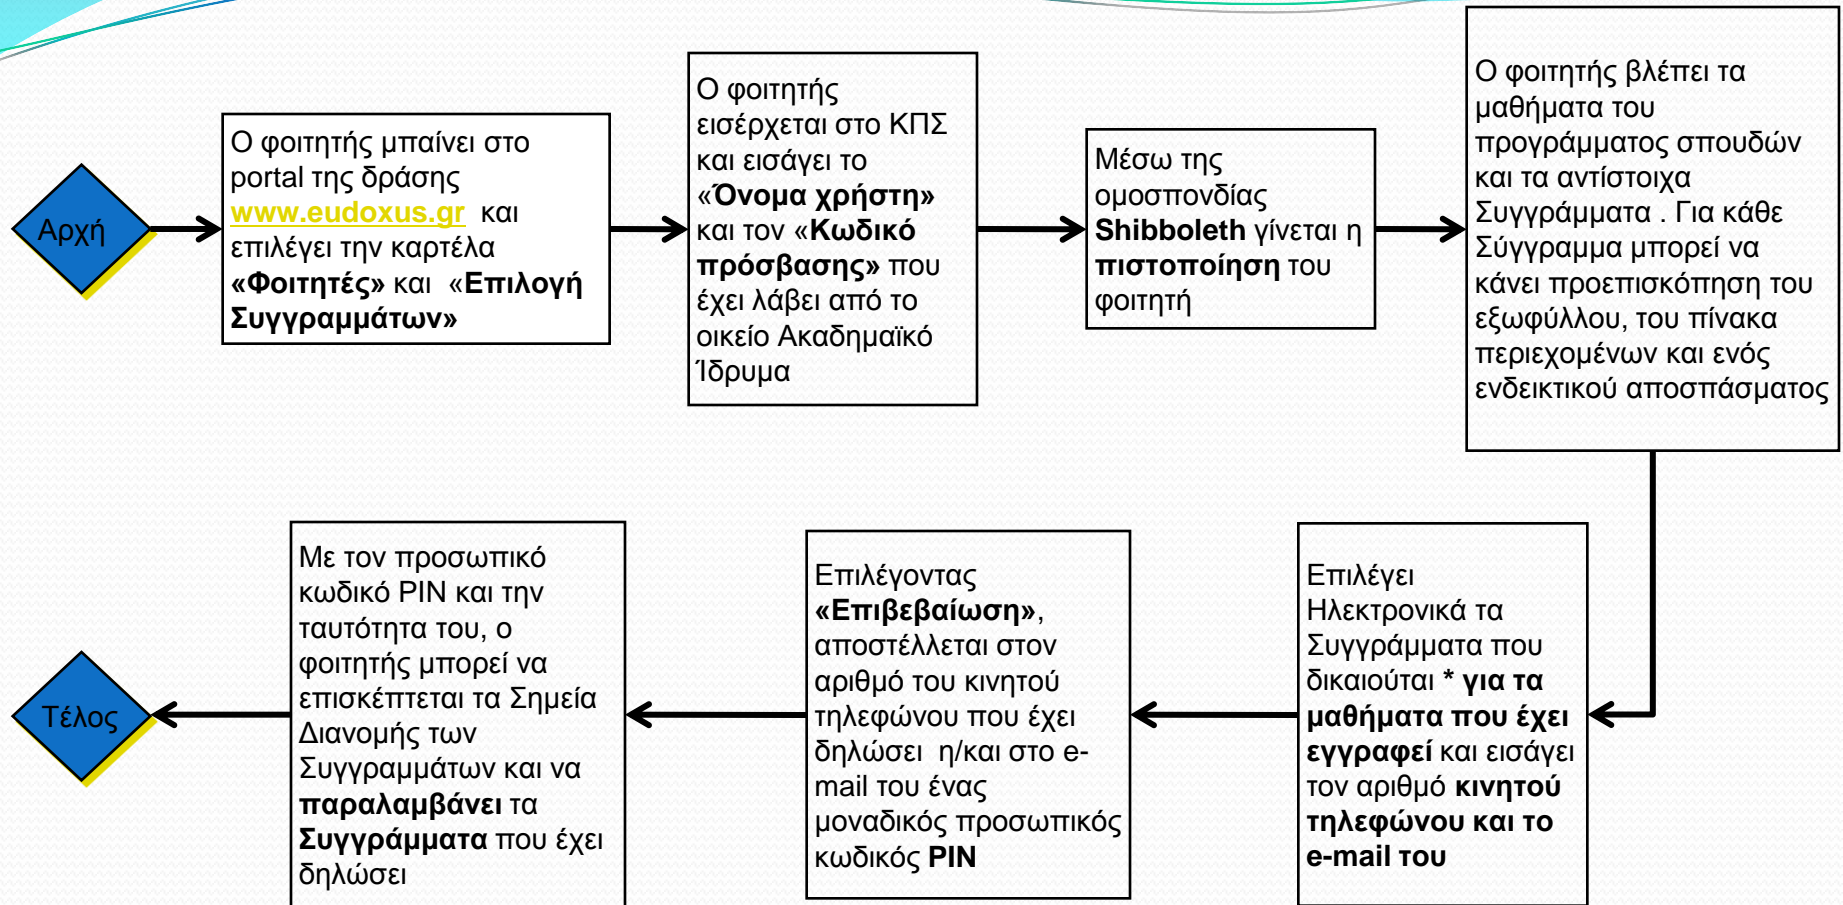 Αρχή
Ο φοιτητής μπαίνει στο
portal της δράσης
www.eudoxus.gr και
επιλέγει την καρτέλα
«Φοιτητές» και «Επιλογή
Συγγραμμάτων»
Ο φοιτητής
εισέρχεται στο ΚΠΣ
και εισάγει το
«Όνομα χρήστη»
και τον «Κωδικό
πρόσβασης» που
έχει λάβει από το
οικείο Ακαδημαϊκό
Ίδρυμα
Μέσω της
ομοσπονδίας
Shibboleth γίνεται η
πιστοποίηση του
φοιτητή
Ο φοιτητής βλέπει τα
μαθήματα του
προγράμματος σπουδών
και τα αντίστοιχα
Συγγράμματα . Για κάθε
Σύγγραμμα μπορεί να
κάνει προεπισκόπηση του
εξωφύλλου, του πίνακα
περιεχομένων και ενός
ενδεικτικού αποσπάσματος
Επιλέγει
Ηλεκτρονικά τα
Συγγράμματα που
δικαιούται * για τα
μαθήματα που έχει
εγγραφεί και εισάγει
τον αριθμό κινητού
τηλεφώνου και το
e-mail του
Επιλέγοντας
«Επιβεβαίωση»,
αποστέλλεται στον
αριθμό του κινητού
τηλεφώνου που έχει
δηλώσει η/και στο e-
mail του ένας
μοναδικός προσωπικός
κωδικός PIN
Με τον προσωπικό
κωδικό PIN και την
ταυτότητα του, ο
φοιτητής μπορεί να
επισκέπτεται τα Σημεία
Διανομής των
Συγγραμμάτων και να
παραλαμβάνει τα
Συγγράμματα που έχει
δηλώσει
Τέλος